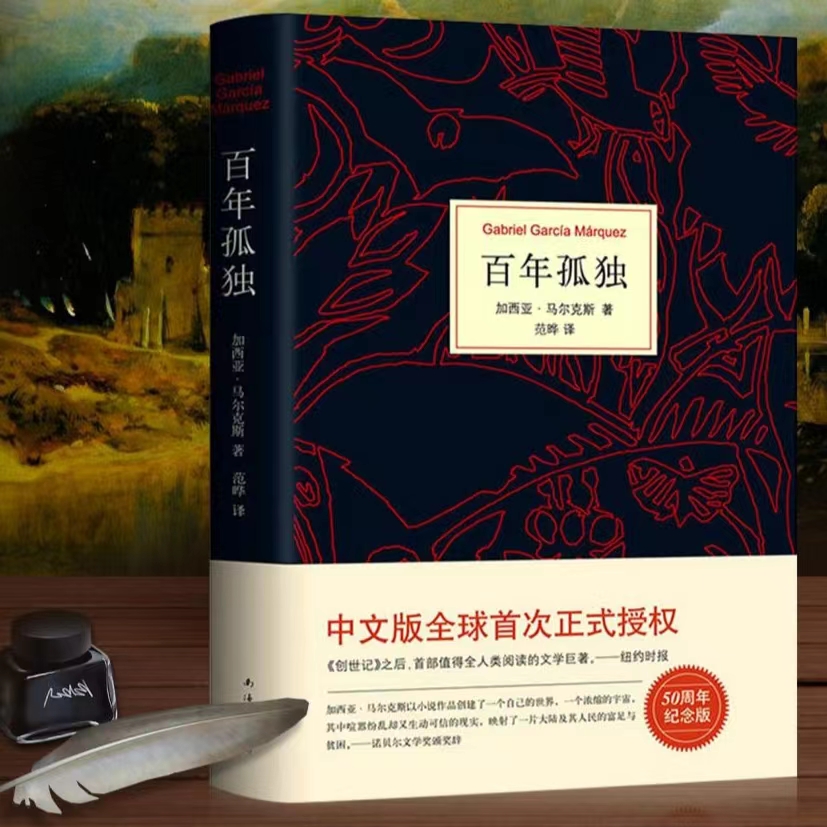 Gabriel
García
Márquez
百年孤独
加西亚·马尔克斯 著
范晔 译
Gabriel García Márquez
百年孤独
加西亚·马尔克斯 著
范晔 译
中文版全球首次正式授权
《创世记》之后，首部值得全人类阅读的文学巨著。——纽约时报
加西亚·马尔克斯以小说作品创建了一个自己的世界，一个浓缩的宇宙，
其中喧嚣纷乱却又生动可信的现实，映射了一片大陆及其人民的富足与
贫困。——诺贝尔文学奖颁奖辞
50周年
纪念版
南海